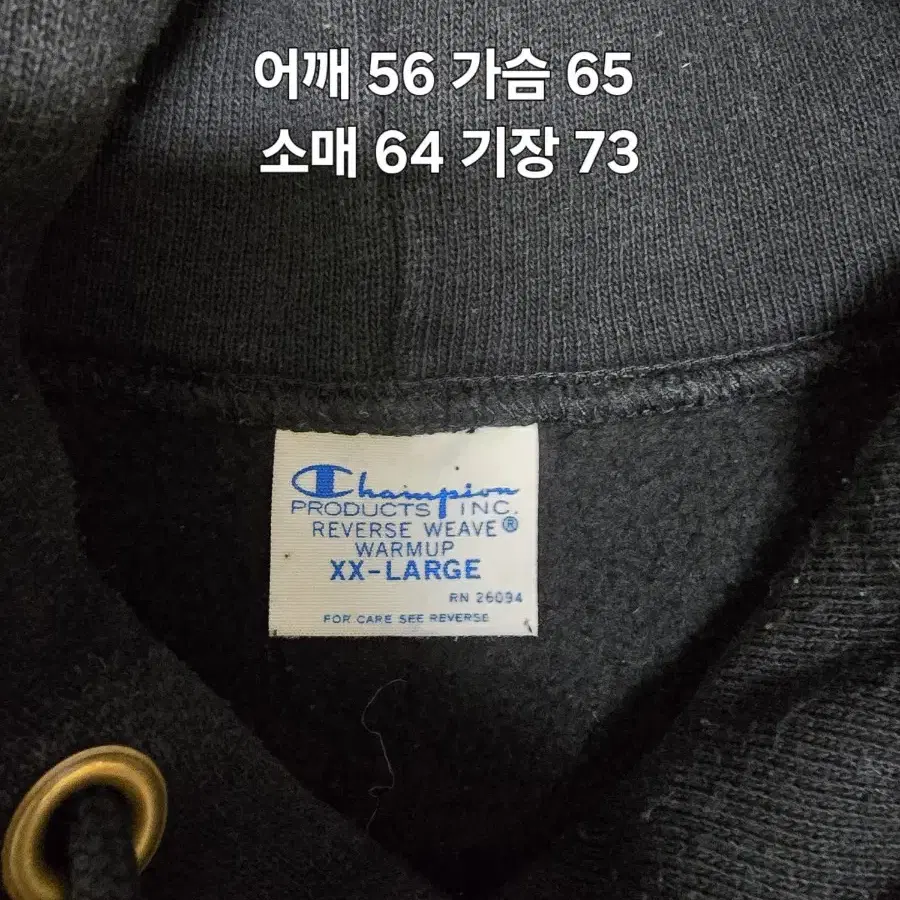 어깨 56 가슴 65
소매 64 기장 73
Champion
PRODUCTS INC.
REVERSE WEAVE®
WARMUP
XX-LARGE
RN 26094
FOR CARE SEE REVERSE